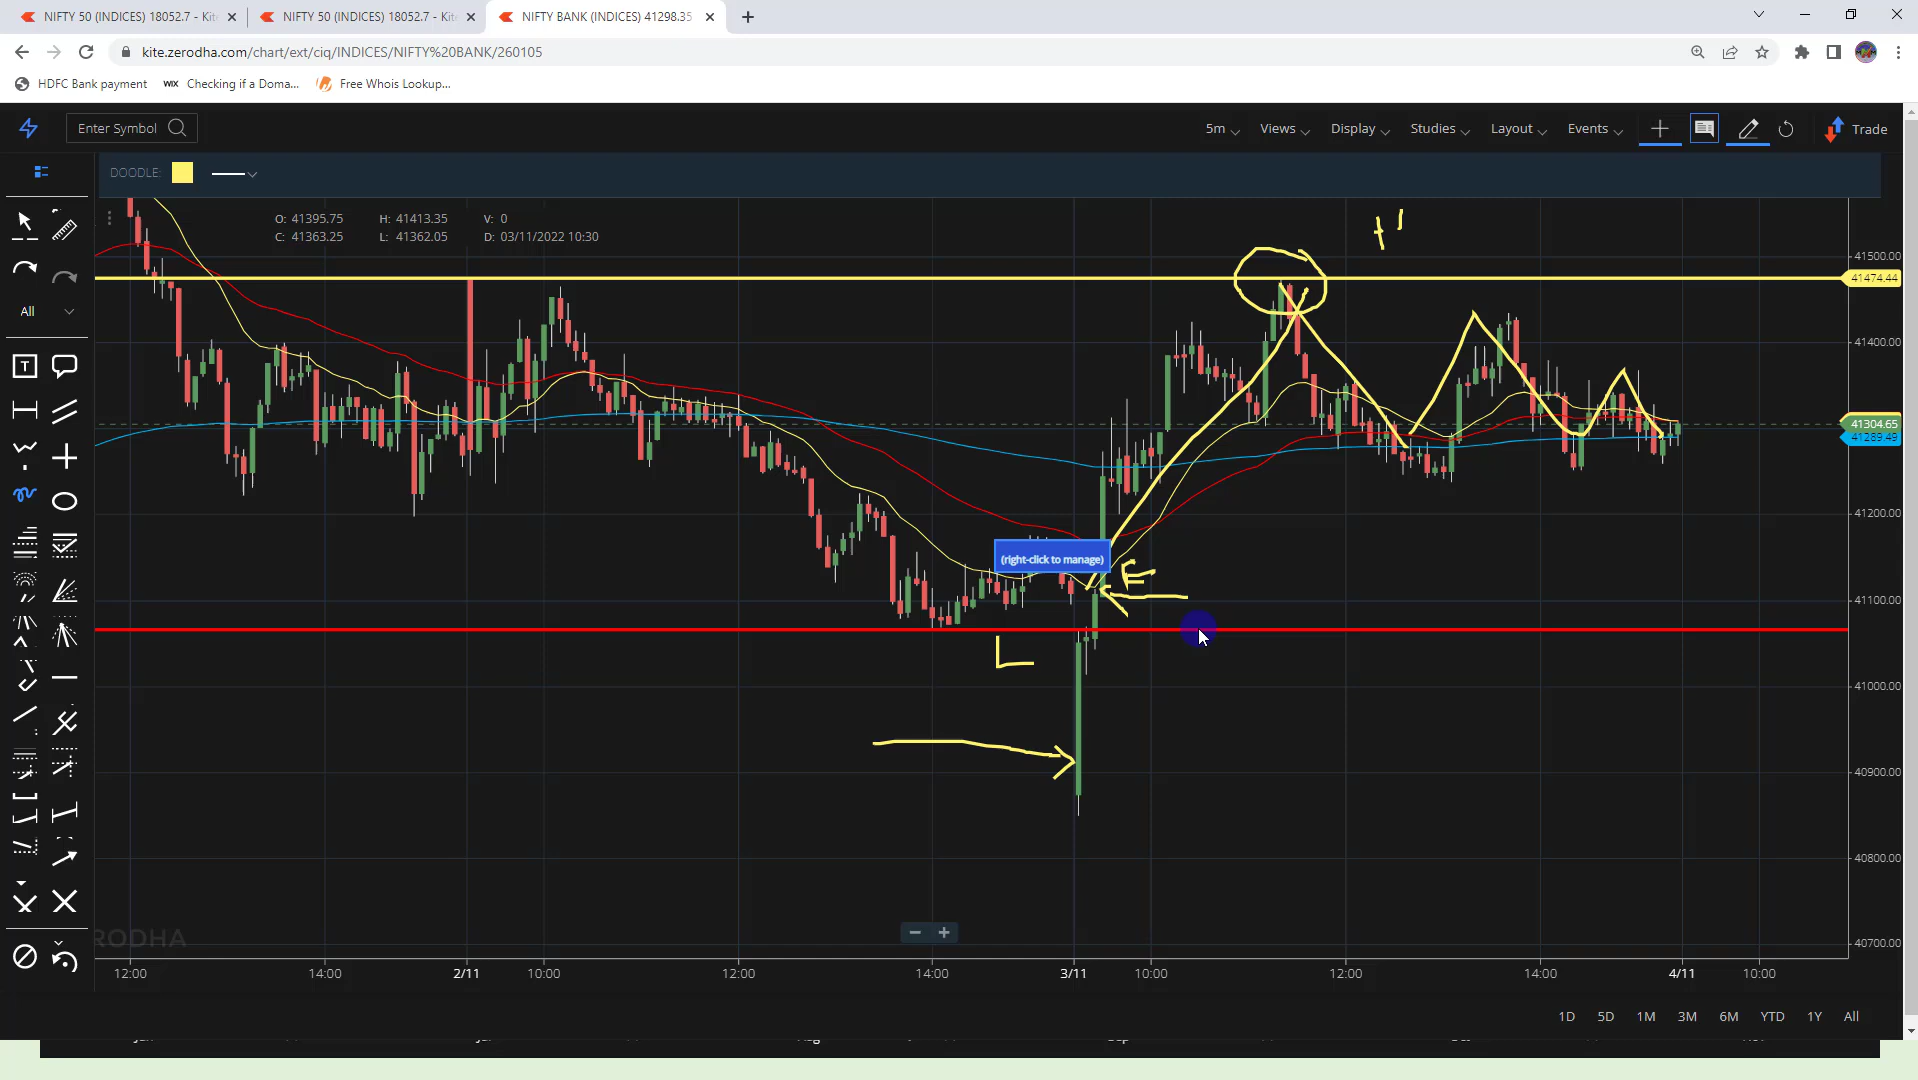 NIFTY 50 (INDICES) 18052.7 - Kit
NIFTY 50 (INDICES) 18052.7 - Kit
NIFTY BANK (INDICES) 41298.35
kite.zerodha.com/chart/ext/ciq/INDICES/NIFTY%20BANK/260105
HDFC Bank payment
WIX Checking if a Doma...
Free Whois Lookup...
Enter Symbol
5m
Views
Display
Studies
Layout
Events
Trade
DOODLE:
O: 41395.75 H: 41413.35 V: 0
C: 41363.25 L: 41362.05 D: 03/11/2022 10:30
All
T
41500.00
41474.44
41400.00
41304.65
41289.49
41200.00
(right-click to manage)
E
41100.00
L
41000.00
40900.00
40800.00
40700.00
RODHA
12:00 14:00 2/11 10:00 12:00 14:00 3/11 10:00 12:00 14:00 4/11 10:00
1D 5D 1M 3M 6M YTD 1Y All